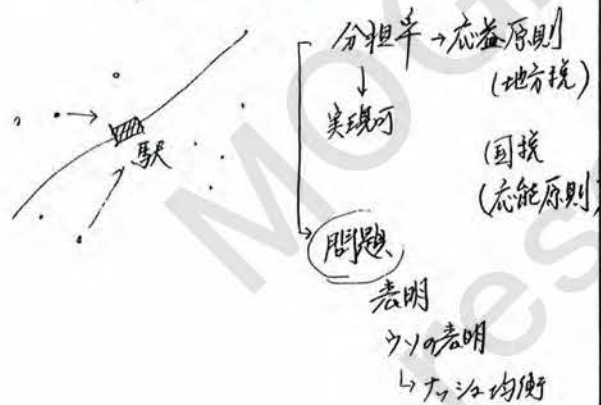 分担率→応益原則
(地方税)
↓
実現可
駅
国税
(応能原則)
問題
表明
ウソの表明
↳ナッシュ均衡